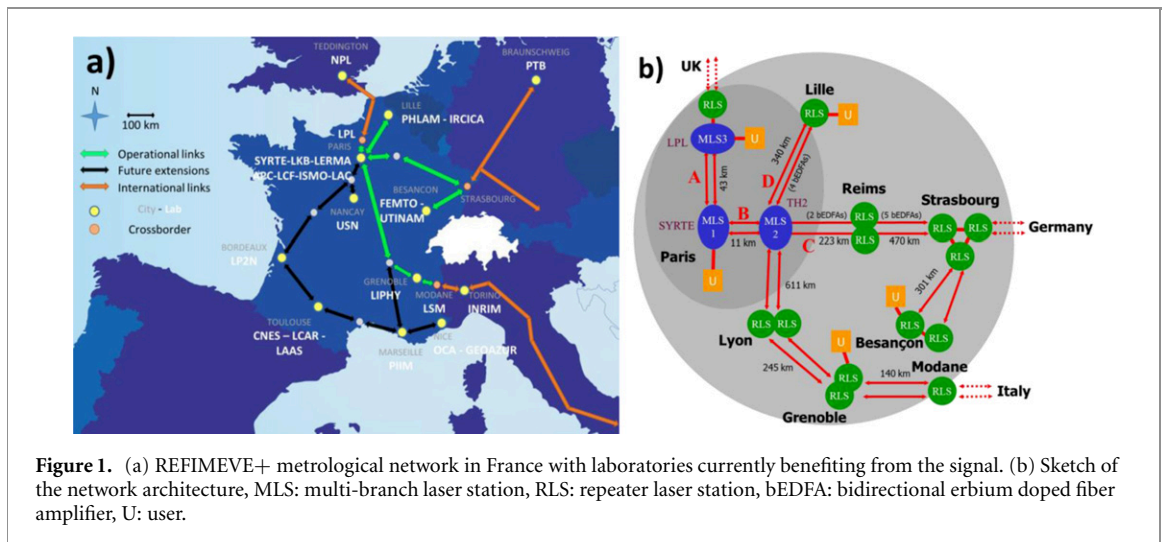 a)
N
100 km
Operational links
Future extensions
International links
City - Lab
Crossborder
TEDDINGTON
NPL
BRAUNSCHWEIG
PTB
LILLE
PHLAM - IRCICA
LPL
PARIS
SYRTE-LKB-LERMA
APC-LCF-ISMO-LAC
BESANCON
FEMTO -
UTINAM
STRASBOURG
NANCAY
USN
BORDEAUX
LP2N
GRENOBLE
LIPHY
MODANE
LSM
TORINO
INRIM
TOULOUSE
CNES – LCAR -
LAAS
MARSEILLE
PIIM
NICE
OCA - GEOAZUR
b)
UK
RLS
Lille
RLS
U
LPL
MLS3
U
A
43 km
340 km
D
(4 bEDFAs)
TH2
SYRTE
MLS
1
B
11 km
MLS
2
Paris
U
Reims
(2 bEDFAs)
RLS
(5 bEDFAs)
RLS
C
223 km
470 km
Strasbourg
RLS
RLS
RLS
Germany
301 km
U
RLS
RLS
Besançon
611 km
RLS
RLS
Lyon
245 km
U
RLS
RLS
Grenoble
140 km
Modane
RLS
Italy
Figure 1. (a) REFIMEVE+ metrological network in France with laboratories currently benefiting from the signal. (b) Sketch of
the network architecture, MLS: multi-branch laser station, RLS: repeater laser station, bEDFA: bidirectional erbium doped fiber
amplifier, U: user.